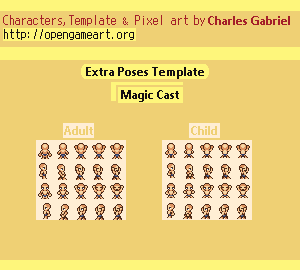 Characters, Template & Pixel art by Charles Gabriel
http://opengameart.org
Extra Poses Template
Magic Cast
Adult
Child